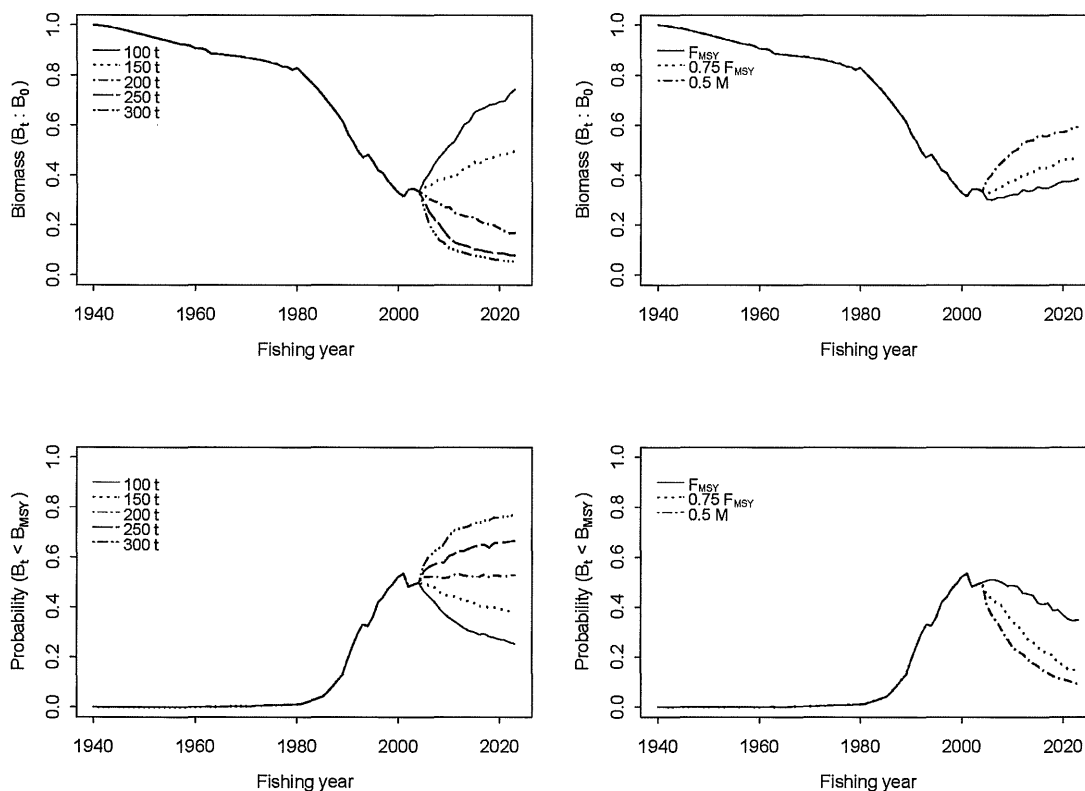 Biomass (Bt : B0)
1.0
0.8
0.6
0.4
0.2
0.0
100 t
150 t
200 t
250 t
300 t
1940 1960 1980 2000 2020
Fishing year
Biomass (Bt : B0)
1.0
0.8
0.6
0.4
0.2
0.0
FMSY
0.75 FMSY
0.5 M
1940 1960 1980 2000 2020
Fishing year
Probability (Bt < BMSY)
1.0
0.8
0.6
0.4
0.2
0.0
100 t
150 t
200 t
250 t
300 t
1940 1960 1980 2000 2020
Fishing year
Probability (Bt < BMSY)
1.0
0.8
0.6
0.4
0.2
0.0
FMSY
0.75 FMSY
0.5 M
1940 1960 1980 2000 2020
Fishing year